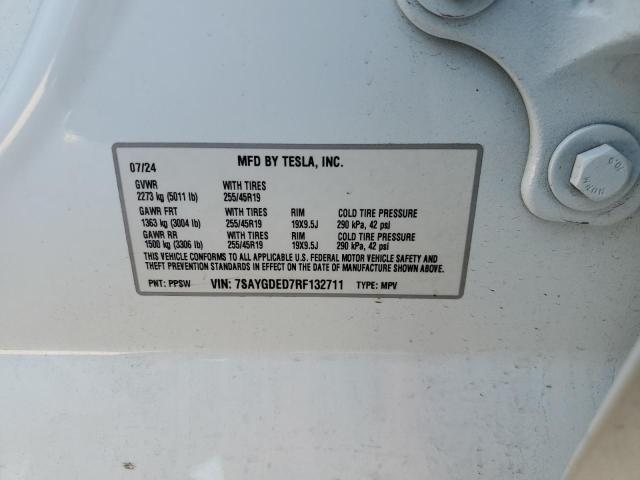 07/24 MFD BY TESLA, INC.
GVWR WITH TIRES
2273 kg (5011 lb) 255/45R19
GAWR FRT WITH TIRES RIM COLD TIRE PRESSURE
1363 kg (3004 lb) 255/45R19 19X9.5J 290 kPa, 42 psi
GAWR RR WITH TIRES RIM COLD TIRE PRESSURE
1500 kg (3306 lb) 255/45R19 19X9.5J 290 kPa, 42 psi
THIS VEHICLE CONFORMS TO ALL APPLICABLE U.S. FEDERAL MOTOR VEHICLE SAFETY AND
THEFT PREVENTION STANDARDS IN EFFECT ON THE DATE OF MANUFACTURE SHOWN ABOVE.
PNT: PPSW VIN: 7SAYGDED7RF132711 TYPE: MPV